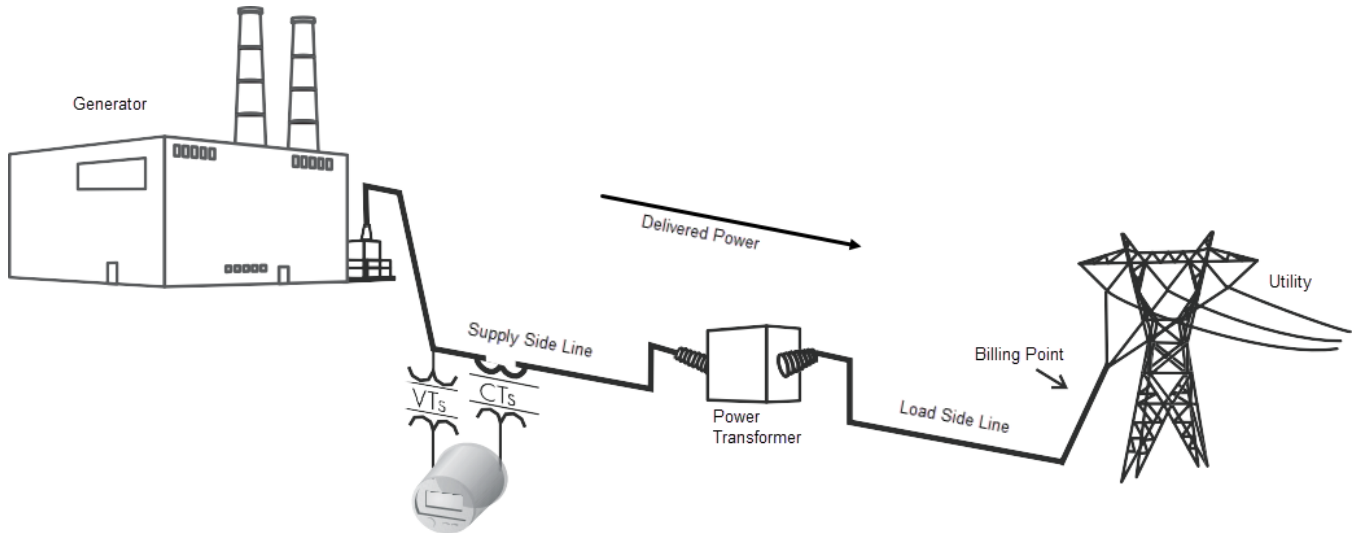 Generator
Delivered Power
Utility
Supply Side Line
Billing Point
VTs
CTs
Power
Transformer
Load Side Line